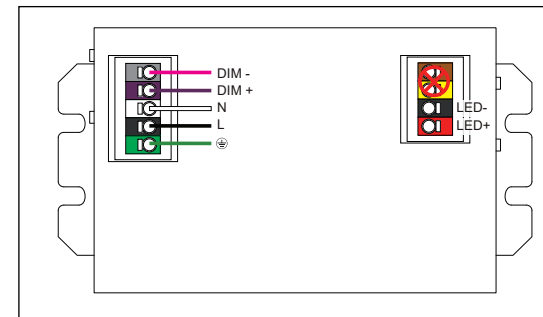 DIM -
DIM +
N
L
LED-
LED+